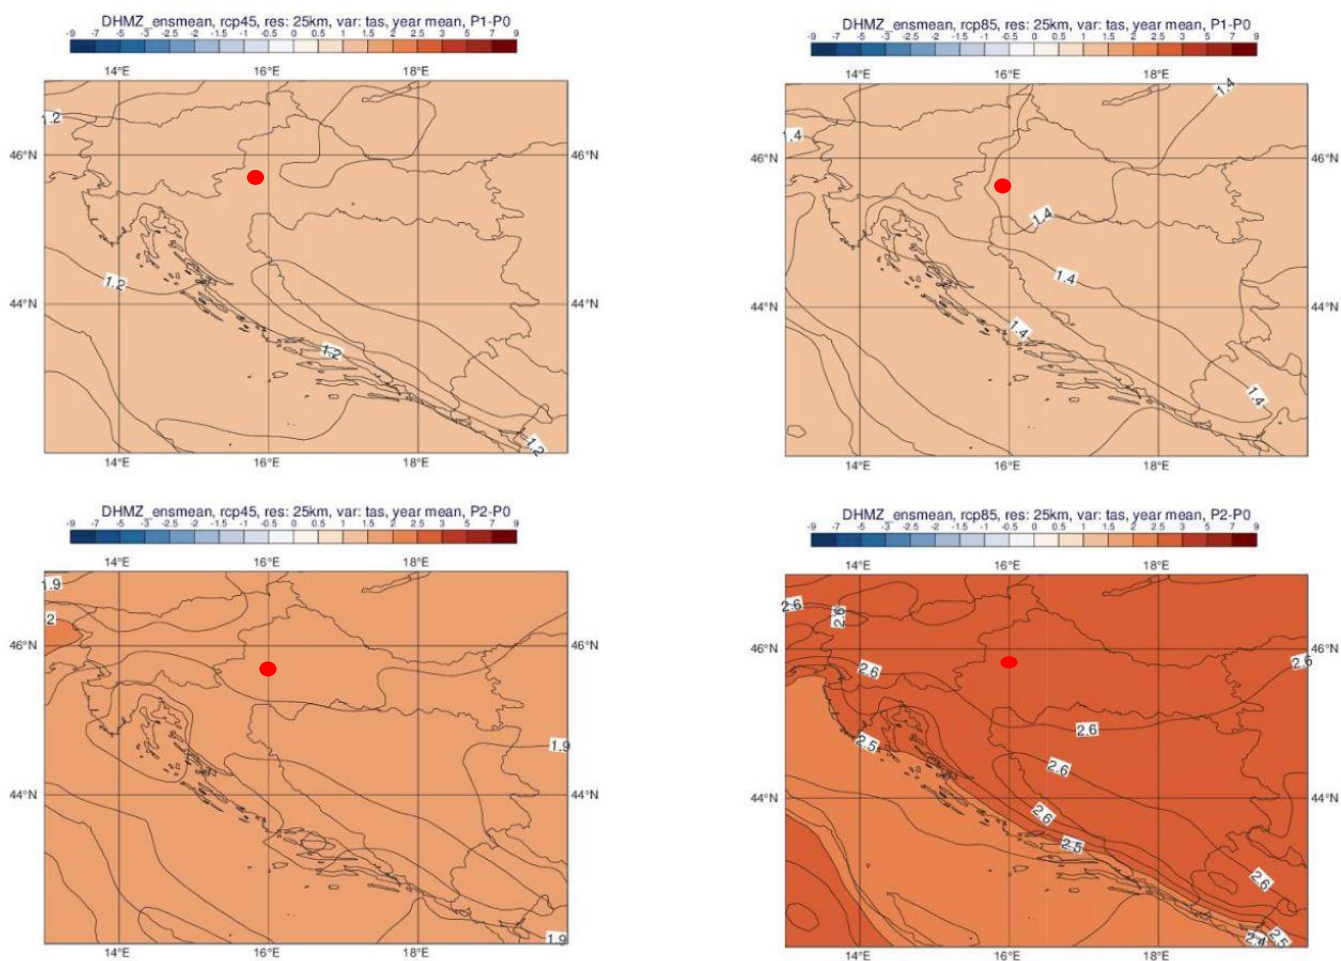 DHMZ_ensmean, rcp45, res: 25km, var: tas, year mean, P1-P0
-9 -7 -5 -3 -2.5 -2 -1.5 -1 -0.5 0 0.5 1 1.5 2 2.5 3 5 7 9
14°E 16°E 18°E
1.2
46°N 46°N
1.2
44°N 44°N
1.2
1.2
14°E 16°E 18°E
DHMZ_ensmean, rcp85, res: 25km, var: tas, year mean, P1-P0
-9 -7 -5 -3 -2.5 -2 -1.5 -1 -0.5 0 0.5 1 1.5 2 2.5 3 5 7 9
14°E 16°E 18°E
1.4
1.4
46°N 46°N
1.4
1.4
44°N 44°N
1.4
1.4
14°E 16°E 18°E
DHMZ_ensmean, rcp45, res: 25km, var: tas, year mean, P2-P0
-9 -7 -5 -3 -2.5 -2 -1.5 -1 -0.5 0 0.5 1 1.5 2 2.5 3 5 7 9
14°E 16°E 18°E
1.9
2
46°N 46°N
1.9
44°N 44°N
1.9
14°E 16°E 18°E
DHMZ_ensmean, rcp85, res: 25km, var: tas, year mean, P2-P0
-9 -7 -5 -3 -2.5 -2 -1.5 -1 -0.5 0 0.5 1 1.5 2 2.5 3 5 7 9
14°E 16°E 18°E
2.6
2.6
46°N 46°N
2.6 2.6
2.6
2.5
2.6
44°N 44°N
2.6
2.5
2.6
2.5
2.4
14°E 16°E 18°E